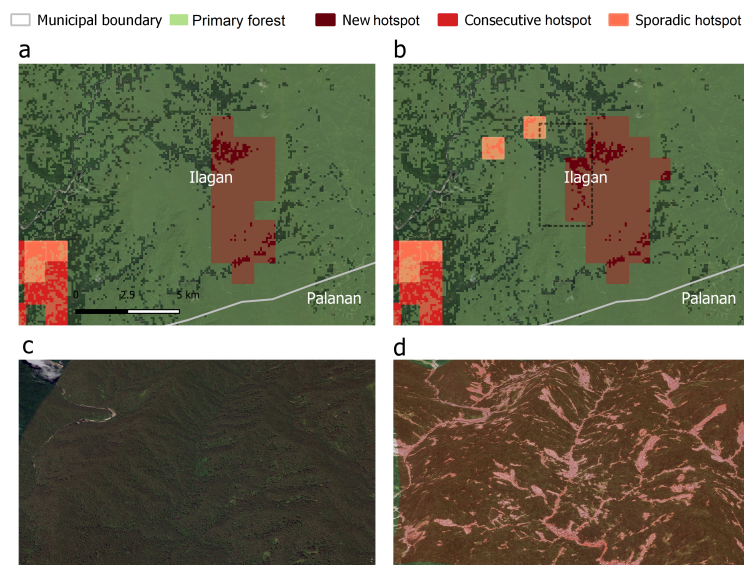 Municipal boundary Primary forest New hotspot Consecutive hotspot Sporadic hotspot
a b
Ilagan Ilagan
0 2.5 5 km
Palanan Palanan
c d